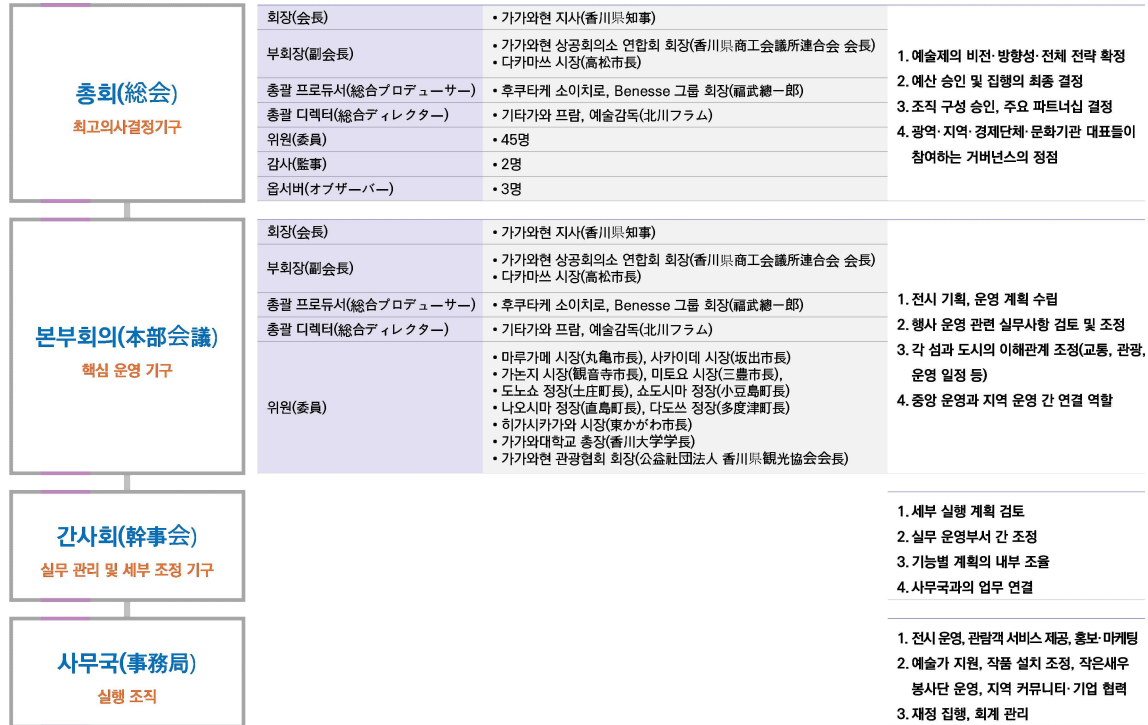 총회(総会)
최고의사결정기구
회장(会長)
• 가가와현 지사(香川県知事)
부회장(副会長)
• 가가와현 상공회의소 연합회 회장(香川県商工会議所連合会 会長)
• 다카마쓰 시장(高松市長)
총괄 프로듀서(総合プロデューサー)
• 후쿠타케 소이치로, Benesse 그룹 회장(福武總一郎)
총괄 디렉터(総合ディレクター)
• 기타가와 프람, 예술감독(北川フラム)
위원(委員)
• 45명
감사(監事)
• 2명
옵서버(オブザーバー)
• 3명
1. 예술제의 비전·방향성·전체 전략 확정
2. 예산 승인 및 집행의 최종 결정
3. 조직 구성 승인, 주요 파트너십 결정
4. 광역·지역·경제단체·문화기관 대표들이
참여하는 거버넌스의 정점
본부회의(本部会議)
핵심 운영 기구
회장(会長)
• 가가와현 지사(香川県知事)
부회장(副会長)
• 가가와현 상공회의소 연합회 회장(香川県商工会議所連合会 会長)
• 다카마쓰 시장(高松市長)
총괄 프로듀서(総合プロデューサー)
• 후쿠타케 소이치로, Benesse 그룹 회장(福武總一郎)
총괄 디렉터(総合ディレクター)
• 기타가와 프람, 예술감독(北川フラム)
위원(委員)
• 마루가메 시장(丸亀市長), 사카이데 시장(坂出市長)
• 가논지 시장(観音寺市長), 미토요 시장(三豊市長),
• 도노쇼 정장(土庄町長), 쇼도시마 정장(小豆島町長)
• 나오시마 정장(直島町長), 다도쓰 정장(多度津町長)
• 히가시카가와 시장(東かがわ市長)
• 가가와대학교 총장(香川大学学長)
• 가가와현 관광협회 회장(公益社団法人 香川県観光協会会長)
1. 전시 기획, 운영 계획 수립
2. 행사 운영 관련 실무사항 검토 및 조정
3. 각 섬과 도시의 이해관계 조정(교통, 관광,
운영 일정 등)
4. 중앙 운영과 지역 운영 간 연결 역할
간사회(幹事会)
실무 관리 및 세부 조정 기구
1. 세부 실행 계획 검토
2. 실무 운영부서 간 조정
3. 기능별 계획의 내부 조율
4. 사무국과의 업무 연결
사무국(事務局)
실행 조직
1. 전시 운영, 관람객 서비스 제공, 홍보·마케팅
2. 예술가 지원, 작품 설치 조정, 작은새우
봉사단 운영, 지역 커뮤니티·기업 협력
3. 재정 집행, 회계 관리